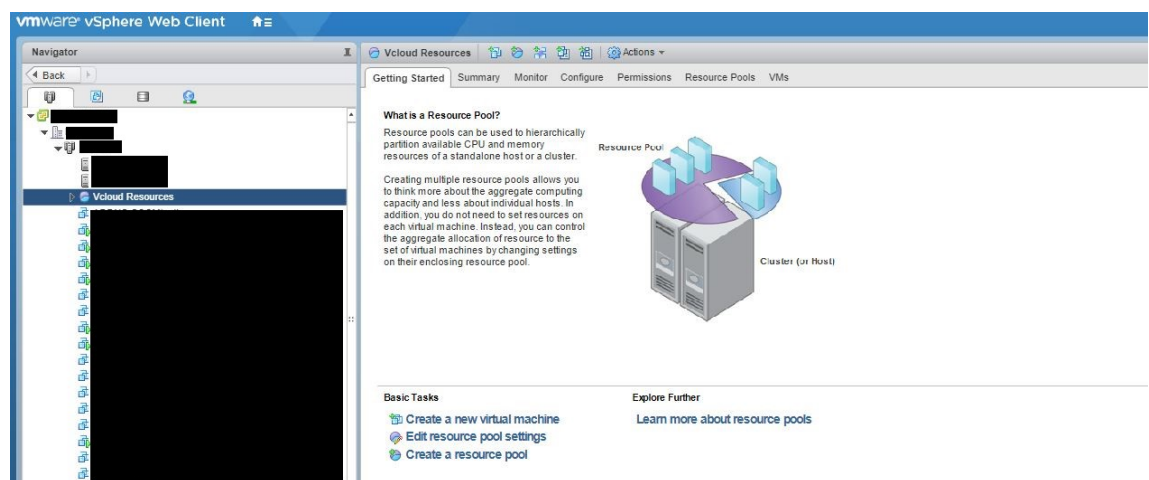 vmware® vSphere Web Client
Navigator
Back
Vcloud Resources
Vcloud Resources
Actions
Getting Started Summary Monitor Configure Permissions Resource Pools VMs
What is a Resource Pool?
Resource pools can be used to hierarchically
partition available CPU and memory
resources of a standalone host or a cluster.
Creating multiple resource pools allows you
to think more about the aggregate computing
capacity and less about individual hosts. In
addition, you do not need to set resources on
each virtual machine. Instead, you can control
the aggregate allocation of resource to the
set of virtual machines by changing settings
on their enclosing resource pool.
Resource Pool
Cluster (or Host)
Basic Tasks
Create a new virtual machine
Edit resource pool settings
Create a resource pool
Explore Further
Learn more about resource pools